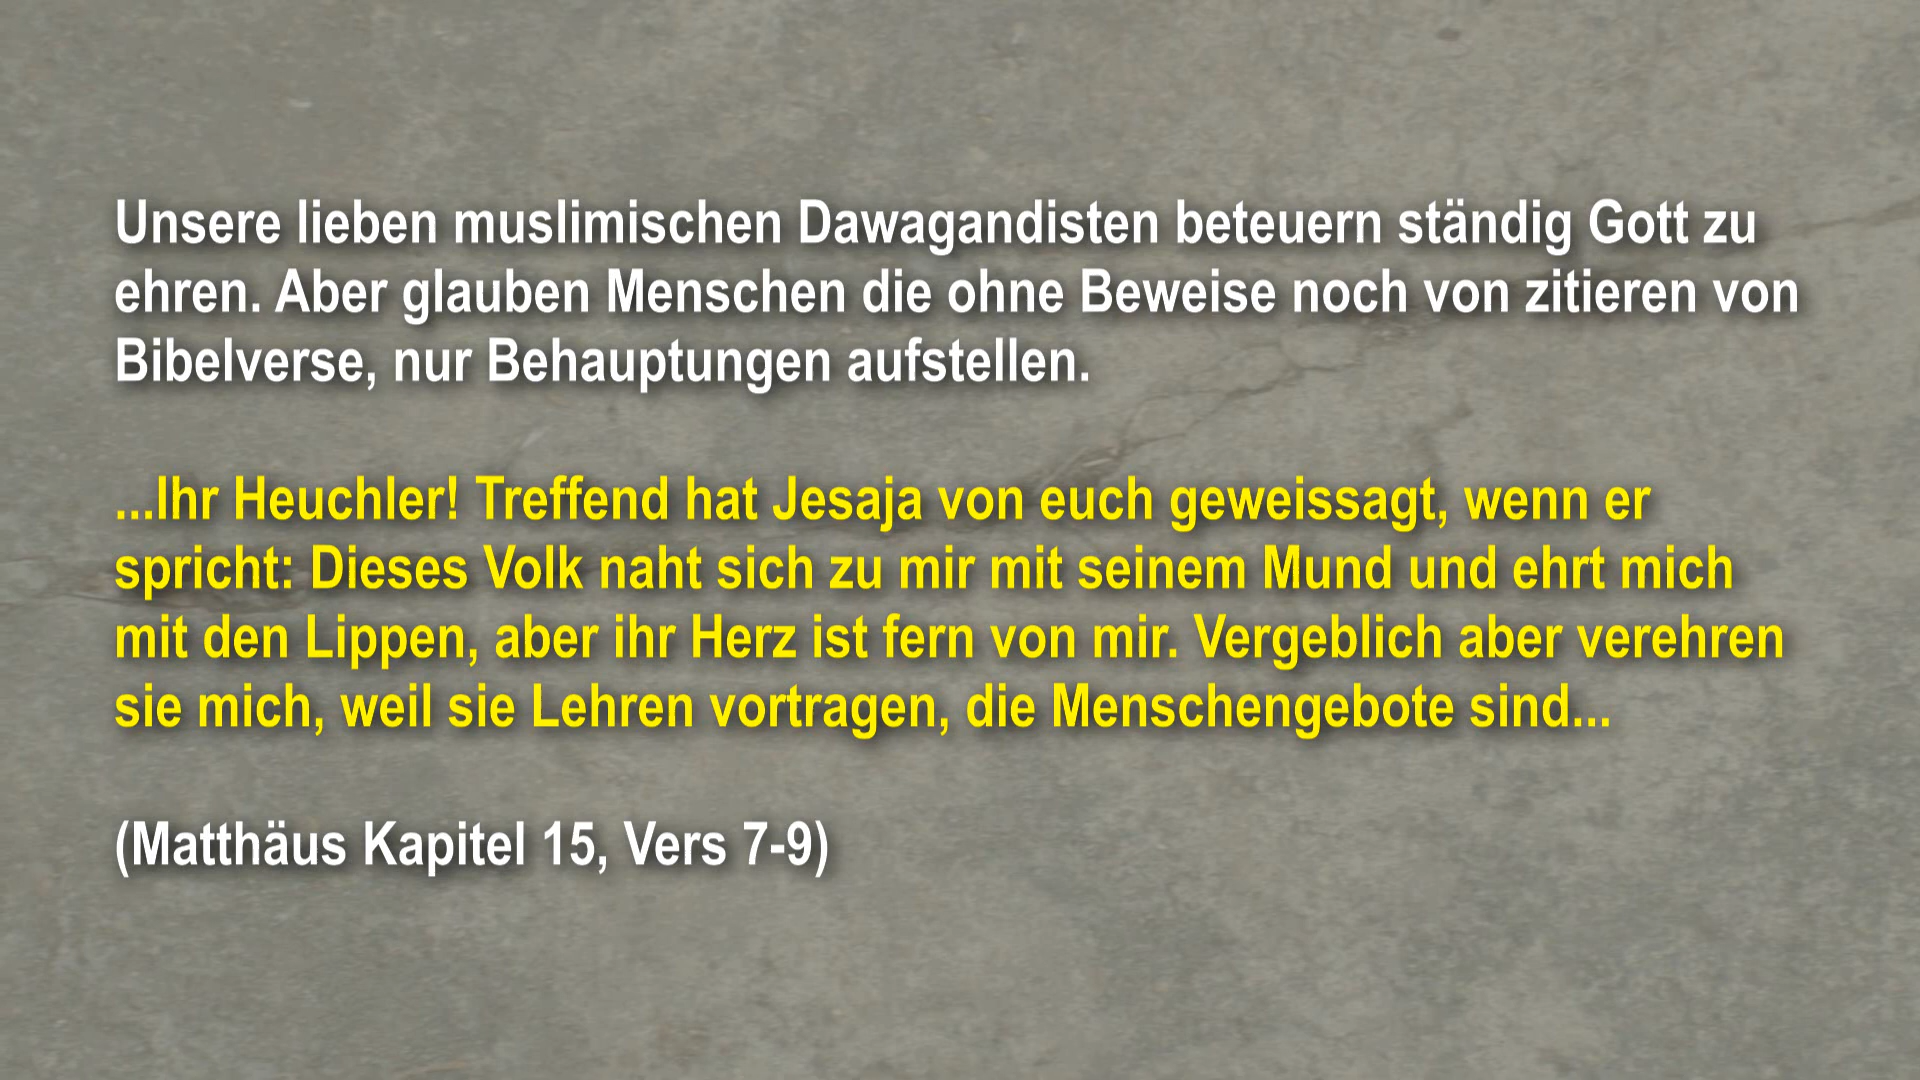 Unsere lieben muslimischen Dawagandisten beteuern ständig Gott zu
ehren. Aber glauben Menschen die ohne Beweise noch von zitieren von
Bibelverse, nur Behauptungen aufstellen.
...Ihr Heuchler! Treffend hat Jesaja von euch geweissagt, wenn er
spricht: Dieses Volk naht sich zu mir mit seinem Mund und ehrt mich
mit den Lippen, aber ihr Herz ist fern von mir. Vergeblich aber verehren
sie mich, weil sie Lehren vortragen, die Menschengebote sind...
(Matthäus Kapitel 15, Vers 7-9)